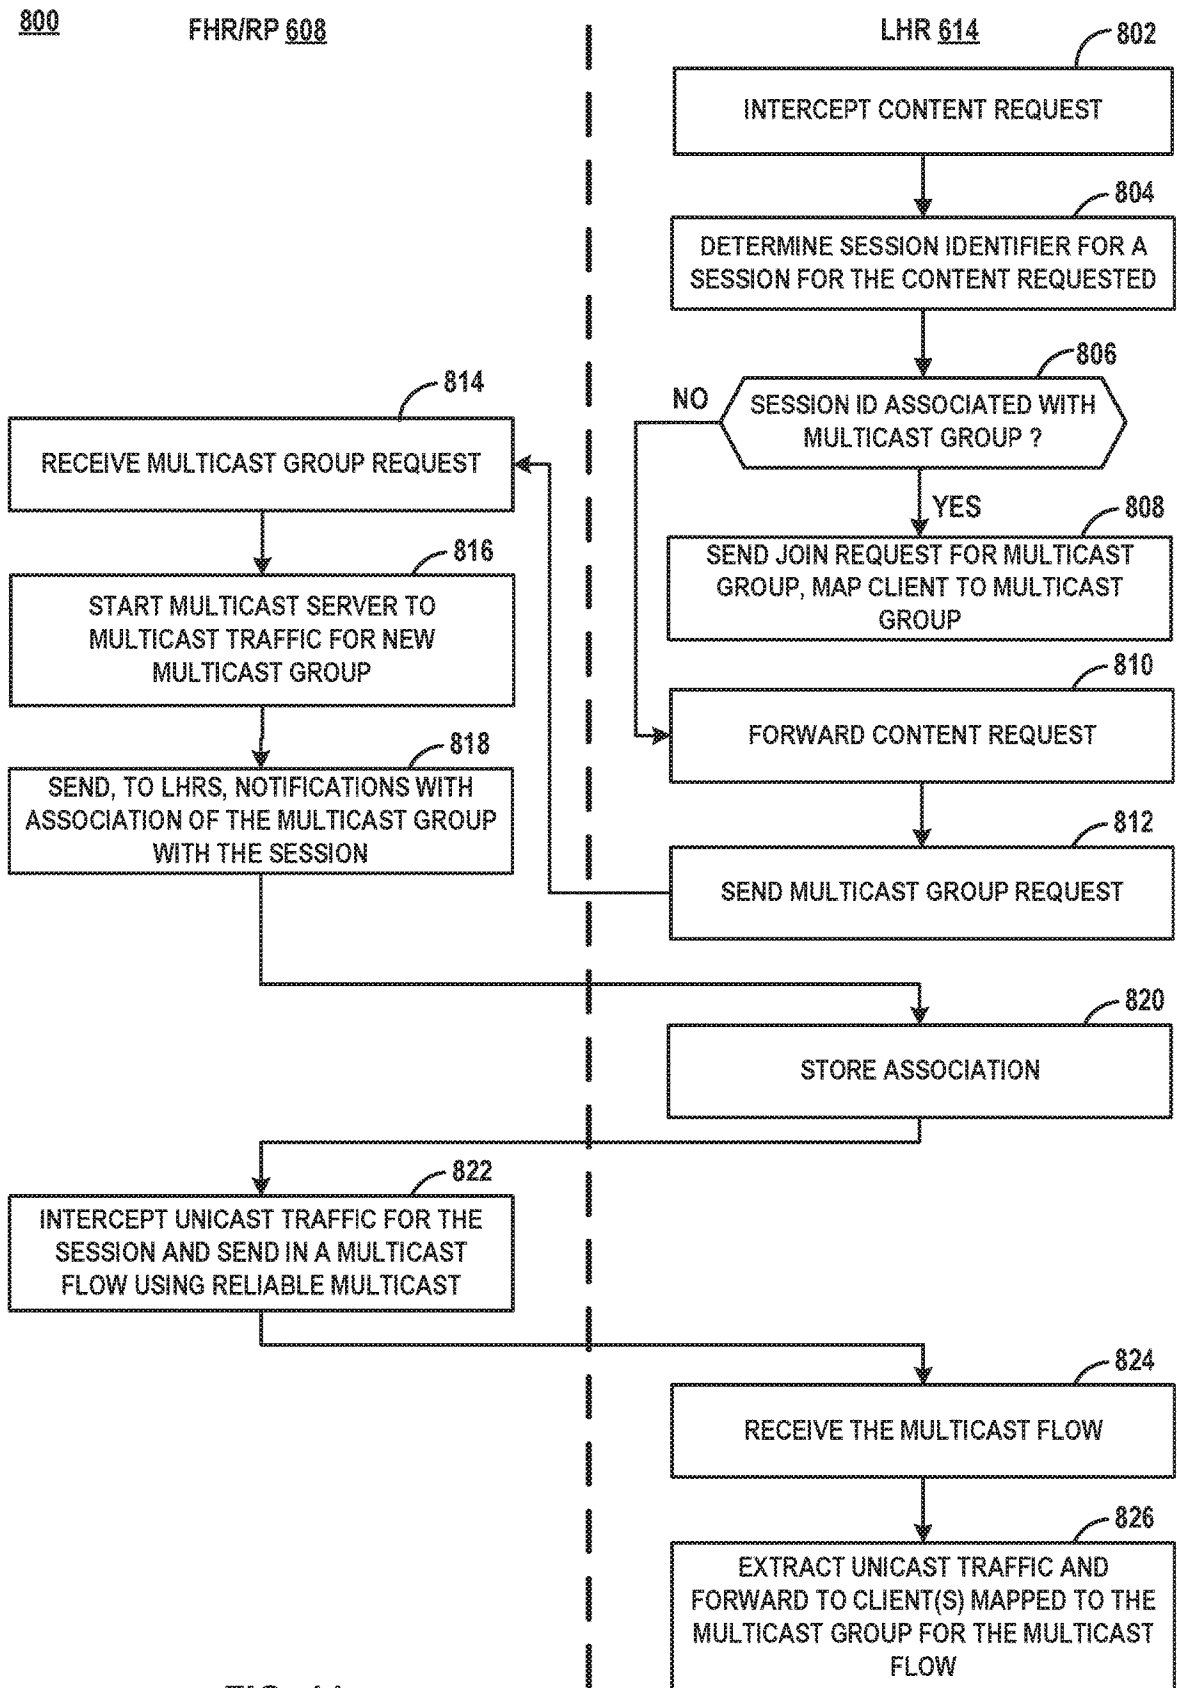 800
FHR/RP 608
LHR 614
802
INTERCEPT CONTENT REQUEST
804
DETERMINE SESSION IDENTIFIER FOR A
SESSION FOR THE CONTENT REQUESTED
806
SESSION ID ASSOCIATED WITH
MULTICAST GROUP ?
NO
YES
808
SEND JOIN REQUEST FOR MULTICAST
GROUP, MAP CLIENT TO MULTICAST
GROUP
810
FORWARD CONTENT REQUEST
812
SEND MULTICAST GROUP REQUEST
814
RECEIVE MULTICAST GROUP REQUEST
816
START MULTICAST SERVER TO
MULTICAST TRAFFIC FOR NEW
MULTICAST GROUP
818
SEND, TO LHRS, NOTIFICATIONS WITH
ASSOCIATION OF THE MULTICAST GROUP
WITH THE SESSION
820
STORE ASSOCIATION
822
INTERCEPT UNICAST TRAFFIC FOR THE
SESSION AND SEND IN A MULTICAST
FLOW USING RELIABLE MULTICAST
824
RECEIVE THE MULTICAST FLOW
826
EXTRACT UNICAST TRAFFIC AND
FORWARD TO CLIENT(S) MAPPED TO THE
MULTICAST GROUP FOR THE MULTICAST
FLOW